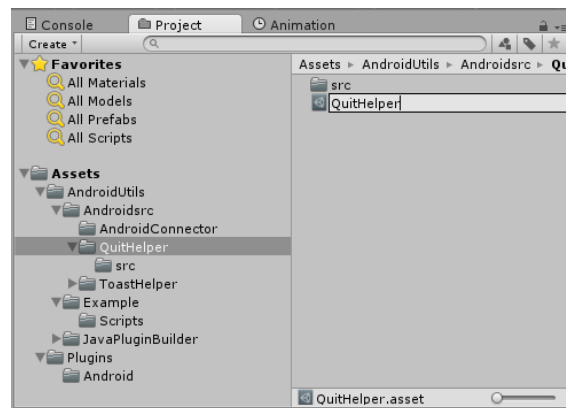 Console Project Animation
Create
Favorites
All Materials
All Models
All Prefabs
All Scripts
Assets
AndroidUtils
Androidsrc
AndroidConnector
QuitHelper
src
ToastHelper
Example
Scripts
JavaPluginBuilder
Plugins
Android
Assets AndroidUtils Androidsrc Qu
src
QuitHelper
QuitHelper.asset